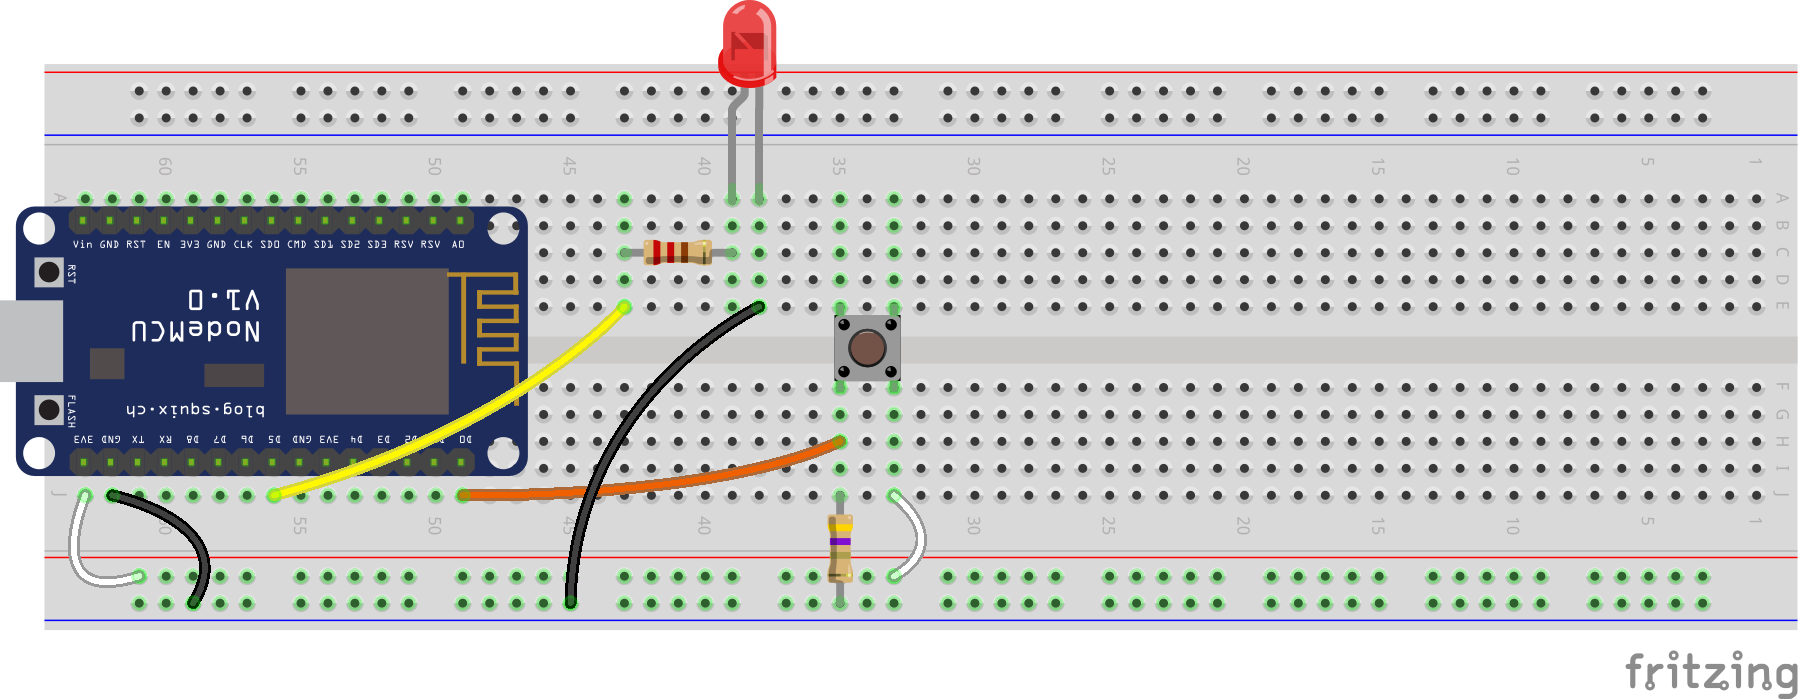 60 55 50 45 40 35 30 25 20 15 10 5 1
A A
Vin GND RST EN 3V3 GND CLK SD0 CMD SD1 SD2 SD3 RSV RSV A0
B
C
RST
D
V1.0
E
NodeMCU
F
FLASH
blog.squix.ch
G
3V3 GND TX RX D8 D7 D6 D5 GND 3V3 D4 D3 D2 D0
H
I
J J
60 55 50 45 40 35 30 25 20 15 10 5 1
fritzing